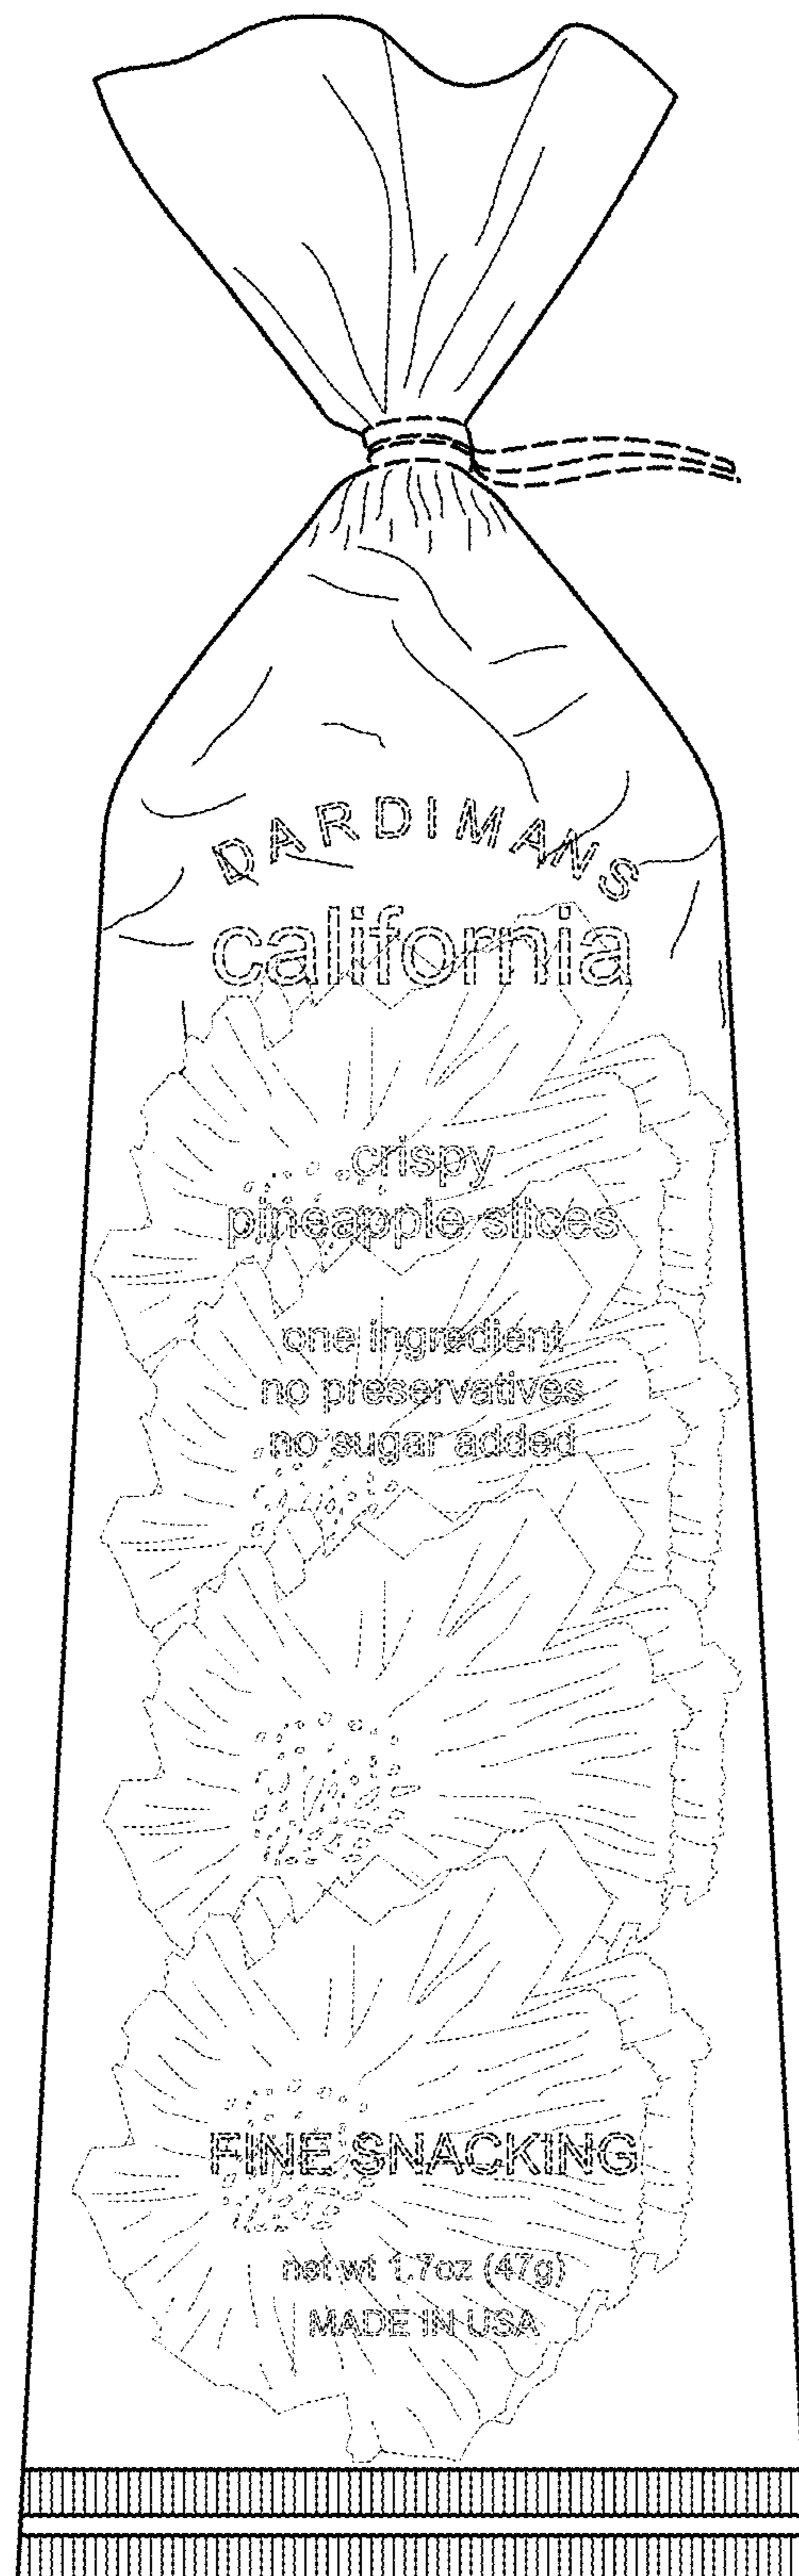 DARDIMANS
california
crispy
pineapple slices
one ingredient
no preservatives
no sugar added
FINE SNACKING
net wt 1.7oz (47g)
MADE IN USA